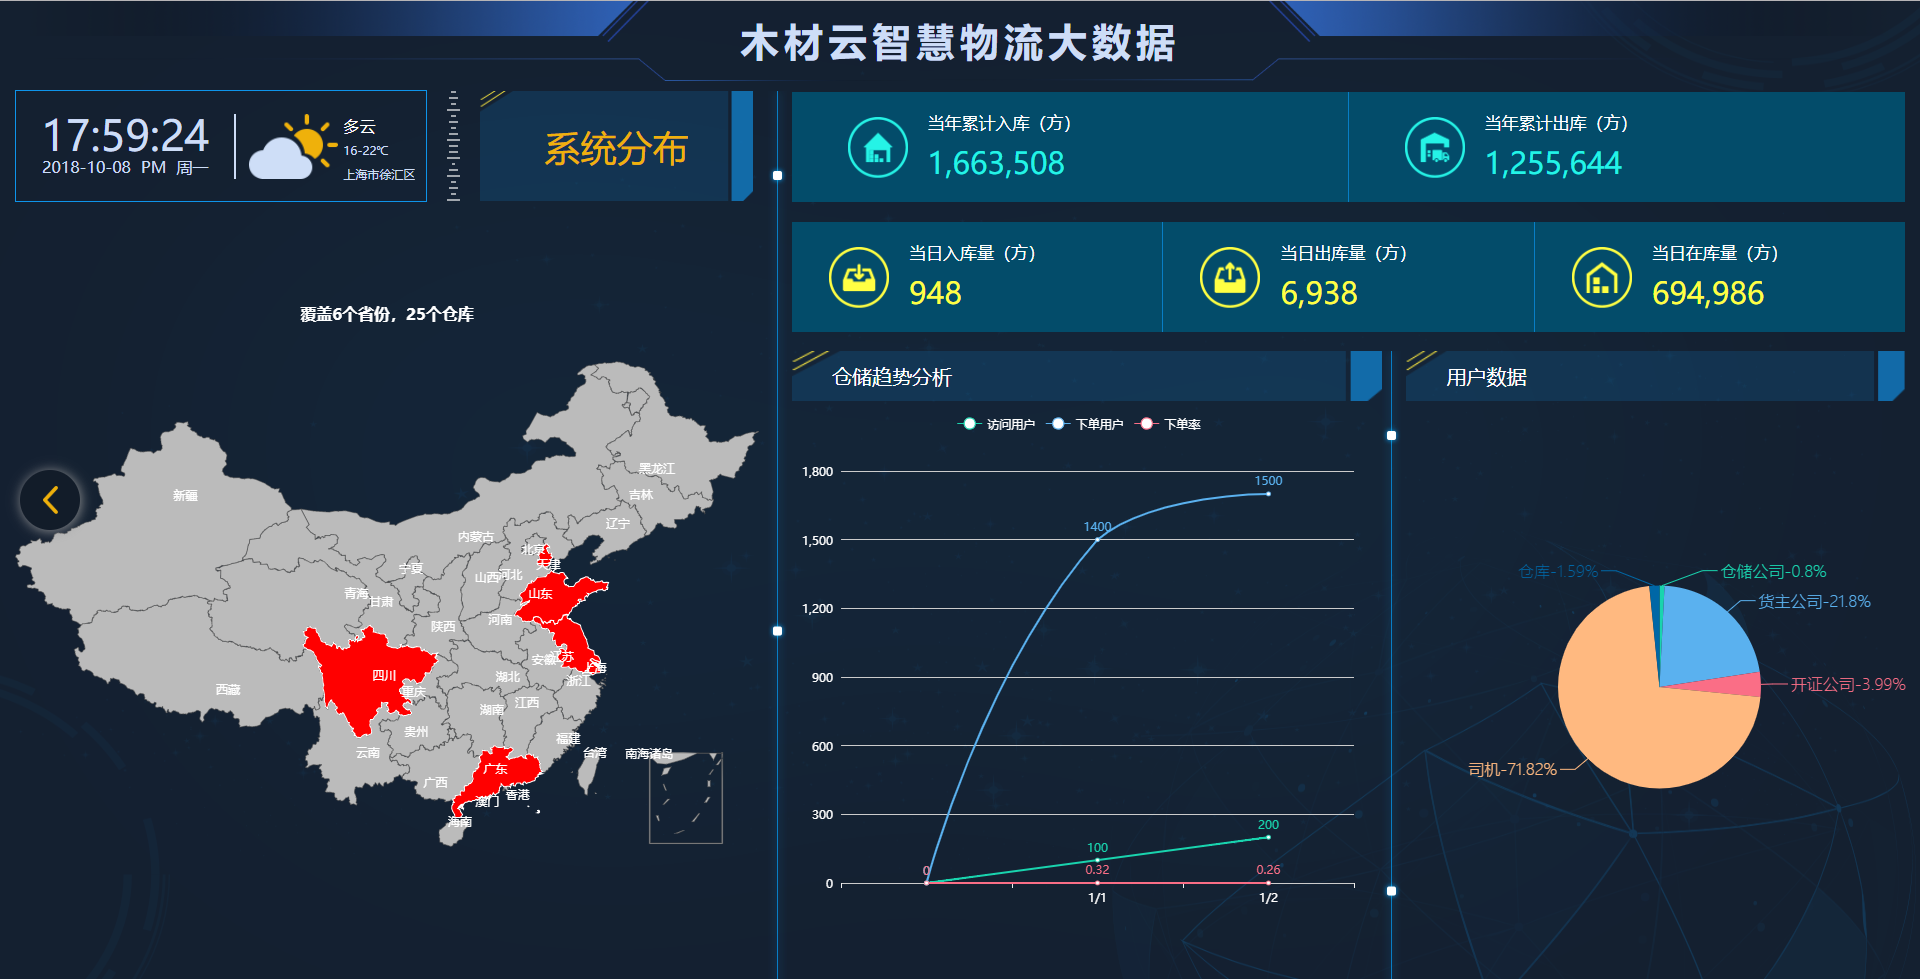 木材云智慧物流大数据
17:59:24
2018-10-08 PM 周一
多云
16-22℃
上海市徐汇区
系统分布
当年累计入库（方）
1,663,508
当年累计出库（方）
1,255,644
当日入库量（方）
948
当日出库量（方）
6,938
当日在库量（方）
694,986
覆盖6个省份，25个仓库
黑龙江
新疆
吉林
辽宁
内蒙古
北京
天津
宁夏
山西
河北
青海
甘肃
山东
河南
陕西
安徽
江苏
上海
四川
湖北
浙江
西藏
重庆
江西
湖南
贵州
福建
云南
台湾
南海诸岛
广东
广西
香港
澳门
海南
仓储趋势分析
访问用户
下单用户
下单率
1,800
1,500
1,200
900
600
300
0
1500
1400
200
100
0
0.32
0.26
1/1
1/2
用户数据
仓库-1.59%
仓储公司-0.8%
货主公司-21.8%
开证公司-3.99%
司机-71.82%